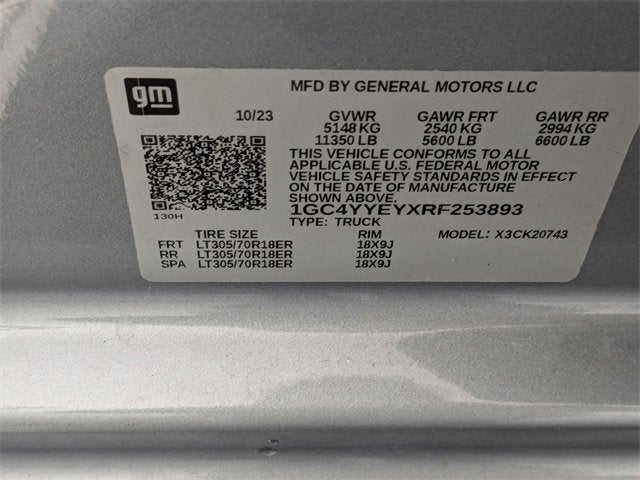 gm
MFD BY GENERAL MOTORS LLC
10/23 GVWR GAWR FRT GAWR RR
5148 KG 2540 KG 2994 KG
11350 LB 5600 LB 6600 LB
THIS VEHICLE CONFORMS TO ALL
APPLICABLE U.S. FEDERAL MOTOR
VEHICLE SAFETY STANDARDS IN EFFECT
ON THE DATE OF MANUFACTURE
SHOWN ABOVE.
130H
1GC4YYEYXRF253893
TYPE: TRUCK
TIRE SIZE RIM MODEL: X3CK20743
FRT LT305/70R18ER 18X9J
RR LT305/70R18ER 18X9J
SPA LT305/70R18ER 18X9J